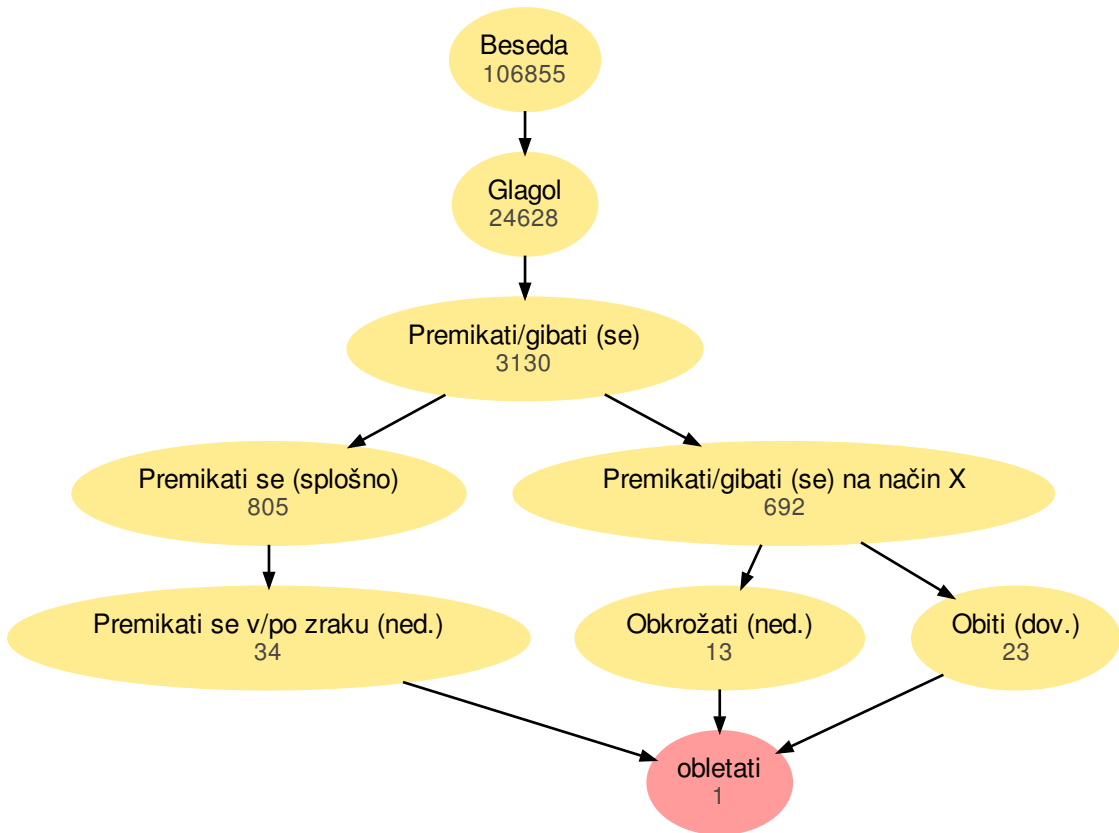 Beseda
106855
Glagol
24628
Premikati/gibati (se)
3130
Premikati se (splošno)
805
Premikati/gibati (se) na način X
692
Premikati se v/po zraku (ned.)
34
Obkrožati (ned.)
13
Obiti (dov.)
23
obletati
1